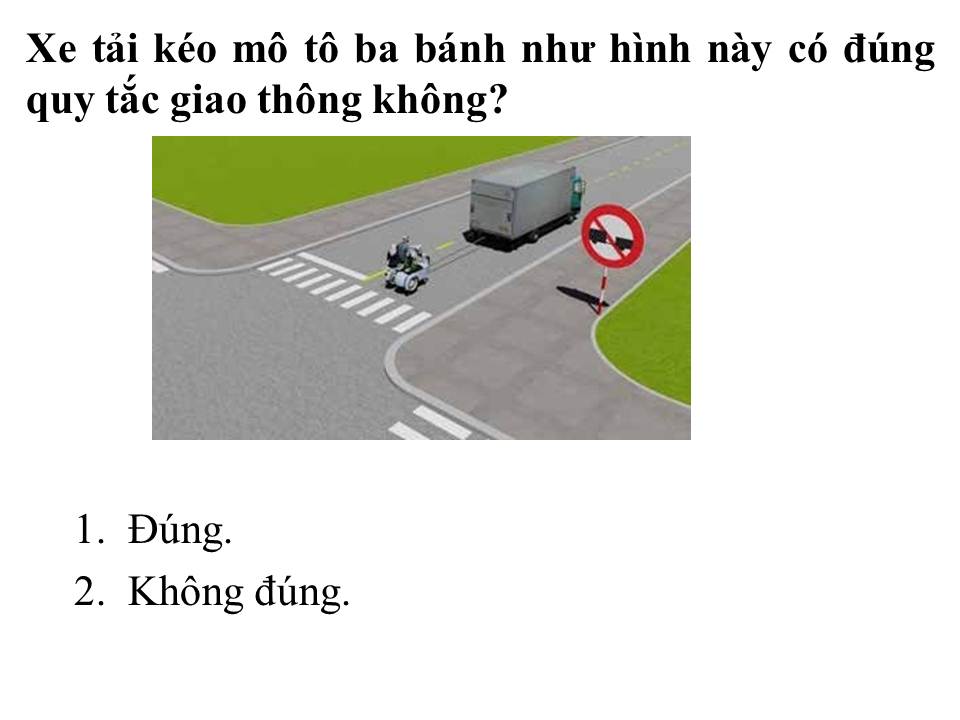 Xe tải kéo mô tô ba bánh như hình này có đúng
quy tắc giao thông không?
1. Đúng.
2. Không đúng.